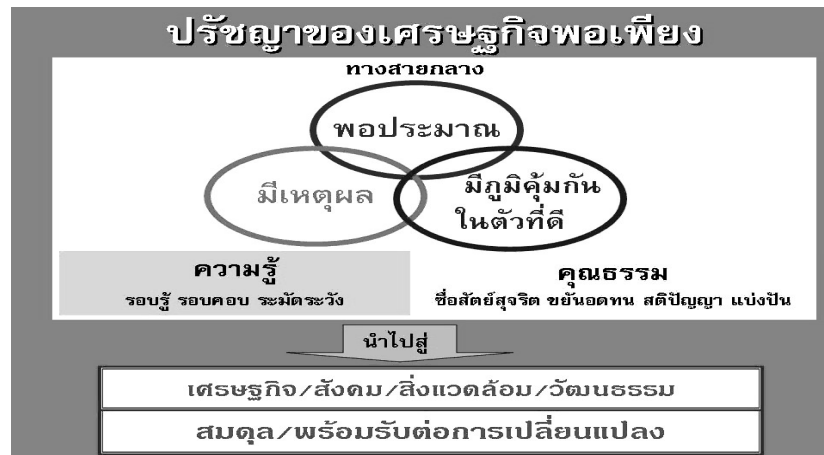 ปรัชญาของเศรษฐกิจพอเพียง
ทางสายกลาง
พอประมาณ
มีเหตุผล
มีภูมิคุ้มกัน
ในตัวที่ดี
ความรู้
รอบรู้ รอบคอบ ระมัดระวัง
คุณธรรม
ซื่อสัตย์สุจริต ขยันอดทน สติปัญญา แบ่งปัน
นำไปสู่
เศรษฐกิจ/สังคม/สิ่งแวดล้อม/วัฒนธรรม
สมดุล/พร้อมรับต่อการเปลี่ยนแปลง